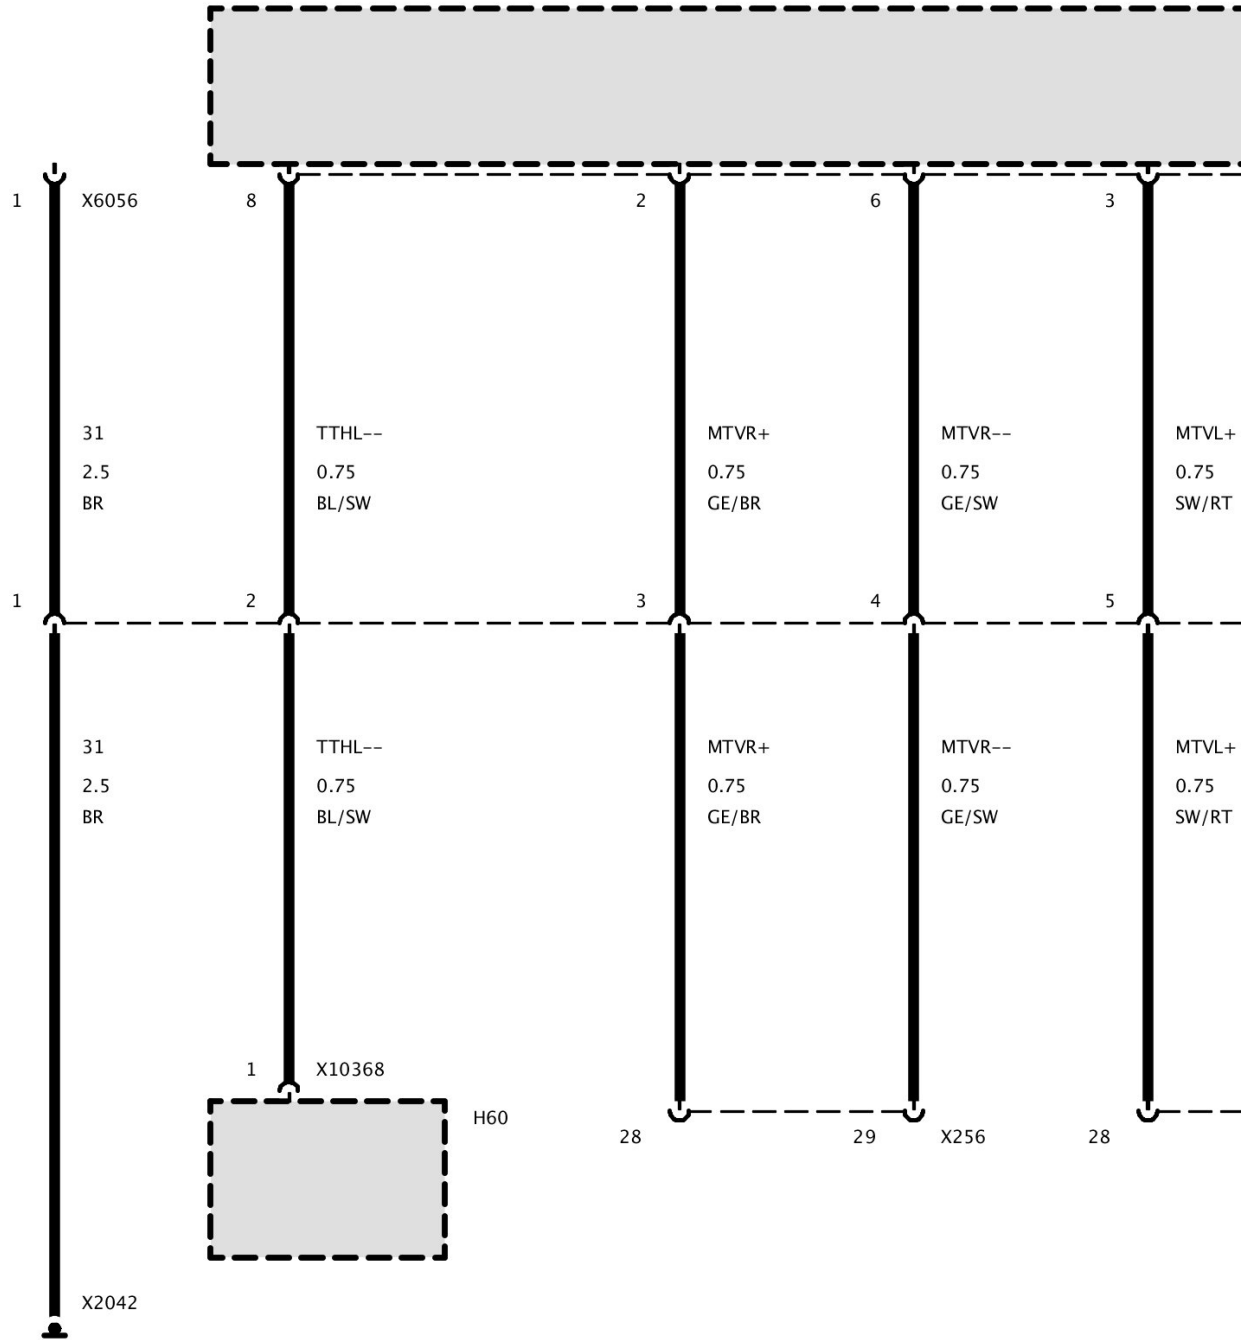 1 X6056 8 2 6 3
31 TTHL-- MTVR+ MTVR-- MTVL+
2.5 0.75 0.75 0.75 0.75
BR BL/SW GE/BR GE/SW SW/RT
1 2 3 4 5
31 TTHL-- MTVR+ MTVR-- MTVL+
2.5 0.75 0.75 0.75 0.75
BR BL/SW GE/BR GE/SW SW/RT
1 X10368
H60
28 29 X256 28
X2042